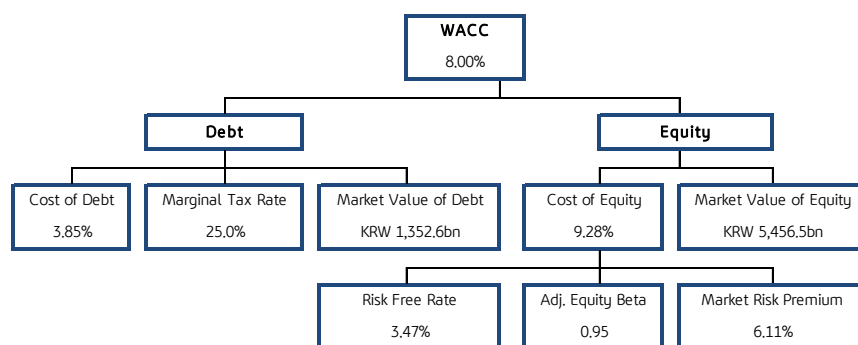 WACC
8.00%
Debt
Equity
Cost of Debt
3.85%
Marginal Tax Rate
25.0%
Market Value of Debt
KRW 1,352.6bn
Cost of Equity
9.28%
Market Value of Equity
KRW 5,456.5bn
Risk Free Rate
3.47%
Adj. Equity Beta
0.95
Market Risk Premium
6.11%